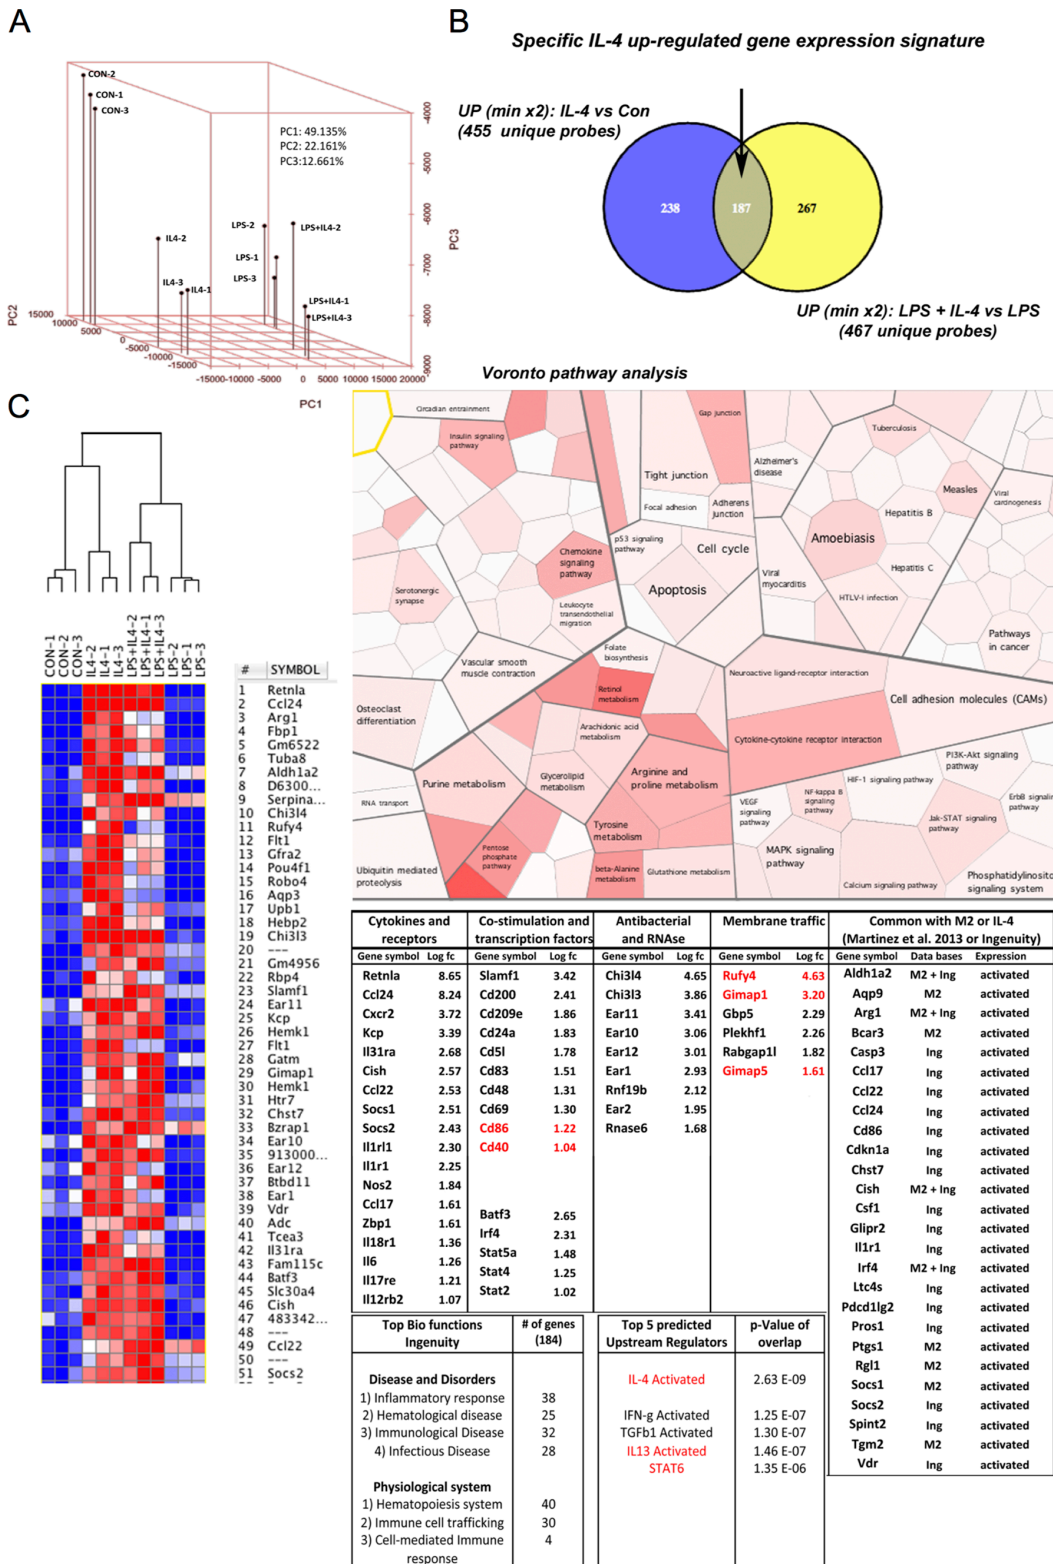 A
CON-2
CON-1
CON-3
PC1: 49.135%
PC2: 22.161%
PC3:12.661%
IL4-2
IL4-3
IL4-1
LPS-2
LPS+IL4-2
LPS-1
LPS-3
LPS+IL4-1
LPS+IL4-3
-4000
-5000
-6000
-7000
-8000
-9000
PC3
PC2
15000
10000
5000
0
-5000
-10000
-15000
-15000-10000 -5000 0 5000 10000 15000 20000
PC1
B
Specific IL-4 up-regulated gene expression signature
UP (min x2): IL-4 vs Con
(455 unique probes)
238
187
267
UP (min x2): LPS + IL-4 vs LPS
(467 unique probes)
C
CON-1
CON-2
CON-3
IL4-2
IL4-1
IL4-3
LPS+IL4-2
LPS+IL4-1
LPS+IL4-3
LPS-2
LPS-1
LPS-3
# SYMBOL
1 Retnla
2 Ccl24
3 Arg1
4 Fbp1
5 Gm6522
6 Tuba8
7 Aldh1a2
8 D6300...
9 Serpina...
10 Chi3l4
11 Rufy4
12 Flt1
13 Gfra2
14 Pou4f1
15 Robo4
16 Aqp3
17 Upb1
18 Hebp2
19 Chi3l3
20 ---
21 Gm4956
22 Rbp4
23 Slamf1
24 Ear11
25 Kcp
26 Hemk1
27 Flt1
28 Gatm
29 Gimap1
30 Hemk1
31 Htr7
32 Chst7
33 Bzrap1
34 Ear10
35 913000...
36 Ear12
37 Btbd11
38 Ear1
39 Vdr
40 Adc
41 Tcea3
42 Il31ra
43 Fam115c
44 Batf3
45 Slc30a4
46 Cish
47 483342...
48 ---
49 Ccl22
50 ---
51 Socs2
Voronto pathway analysis
Circadian entrainment
Insulin signaling
pathway
Gap junction
Tight junction
Focal adhesion
Adherens
junction
Alzheimer's
disease
Tuberculosis
Measles
Viral
carcinogenesis
Hepatitis B
Amoebiasis
Hepatitis C
HTLV-I infection
p53 signaling
pathway
Cell cycle
Apoptosis
Viral
myocarditis
Chemokine
signaling
pathway
Serotonergic
synapse
Leukocyte
transendothelial
migration
Pathways
in cancer
Vascular smooth
muscle contraction
Folate
biosynthesis
Retinol
metabolism
Neuroactive ligand-receptor interaction
Cell adhesion molecules (CAMs)
Osteoclast
differentiation
Arachidonic acid
metabolism
Cytokine-cytokine receptor interaction
Purine metabolism
Glycerolipid
metabolism
Arginine and
proline metabolism
PI3K-Akt signaling
pathway
HIF-1 signaling pathway
RNA transport
VEGF
signaling
pathway
NF-kappa B
signaling
pathway
ErbB signaling
pathway
Jak-STAT signaling
pathway
Tyrosine
metabolism
Pentose
phosphate
pathway
Ubiquitin mediated
proteolysis
beta-Alanine
metabolism
Glutathione metabolism
MAPK signaling
pathway
Calcium signaling pathway
Phosphatidylinosito
signaling system
Cytokines and
receptors
Gene symbol Log fc
Retnla 8.65
Ccl24 8.24
Cxcr2 3.72
Kcp 3.39
Il31ra 2.68
Cish 2.57
Ccl22 2.53
Socs1 2.51
Socs2 2.43
Il1rl1 2.30
Il1r1 2.25
Nos2 1.84
Ccl17 1.61
Zbp1 1.61
Il18r1 1.36
Il6 1.26
Il17re 1.21
Il12rb2 1.07
Co-stimulation and
transcription factors
Gene symbol Log fc
Slamf1 3.42
Cd200 2.41
Cd209e 1.86
Cd24a 1.83
Cd5l 1.78
Cd83 1.51
Cd48 1.31
Cd69 1.30
Cd86 1.22
Cd40 1.04
Batf3 2.65
Irf4 2.31
Stat5a 1.48
Stat4 1.25
Stat2 1.02
Antibacterial
and RNAse
Gene symbol Log fc
Chi3l4 4.65
Chi3l3 3.86
Ear11 3.41
Ear10 3.06
Ear12 3.01
Ear1 2.93
Rnf19b 2.12
Ear2 1.95
Rnase6 1.68
Membrane traffic
Gene symbol Log fc
Rufy4 4.63
Gimap1 3.20
Gbp5 2.29
Plekhf1 2.26
Rabgap1l 1.82
Gimap5 1.61
Common with M2 or IL-4
(Martinez et al. 2013 or Ingenuity)
Gene symbol Data bases Expression
Aldh1a2 M2 + Ing activated
Aqp9 M2 activated
Arg1 M2 + Ing activated
Bcar3 M2 activated
Casp3 Ing activated
Ccl17 Ing activated
Ccl22 Ing activated
Ccl24 Ing activated
Cd86 Ing activated
Cdkn1a Ing activated
Chst7 Ing activated
Cish M2 + Ing activated
Csf1 Ing activated
Glipr2 Ing activated
Il1r1 Ing activated
Irf4 M2 + Ing activated
Ltc4s Ing activated
Pdcd1lg2 Ing activated
Pros1 Ing activated
Ptgs1 M2 activated
Rgl1 M2 activated
Socs1 M2 activated
Socs2 Ing activated
Spint2 Ing activated
Tgm2 M2 activated
Vdr Ing activated
Top Bio functions
Ingenuity
# of genes
(184)
Disease and Disorders
1) Inflammatory response 38
2) Hematological disease 25
3) Immunological Disease 32
4) Infectious Disease 28
Physiological system
1) Hematopoiesis system 40
2) Immune cell trafficking 30
3) Cell-mediated Immune 4
response
Top 5 predicted
Upstream Regulators
p-Value of
overlap
IL-4 Activated 2.63 E-09
IFN-g Activated 1.25 E-07
TGFb1 Activated 1.30 E-07
IL13 Activated 1.46 E-07
STAT6 1.35 E-06